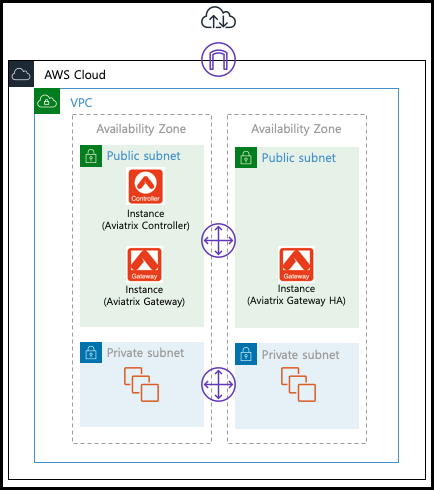 AWS Cloud
VPC
Availability Zone
Availability Zone
Public subnet
Public subnet
Controller
Instance
(Aviatrix Controller)
Gateway
Instance
(Aviatrix Gateway)
Gateway
Instance
(Aviatrix Gateway HA)
Private subnet
Private subnet